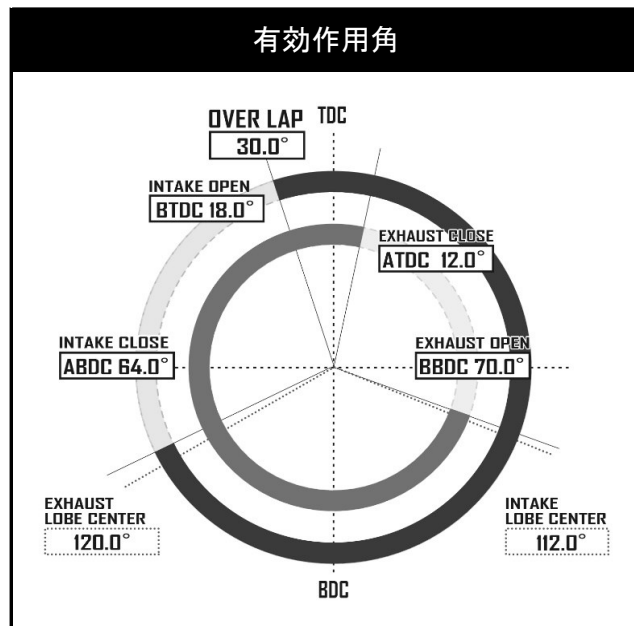 有効作用角
OVER LAP
30.0°
TDC
INTAKE OPEN
BTDC 18.0°
EXHAUST CLOSE
ATDC 12.0°
INTAKE CLOSE
ABDC 64.0°
EXHAUST OPEN
BBDC 70.0°
EXHAUST
LOBE CENTER
120.0°
INTAKE
LOBE CENTER
112.0°
BDC